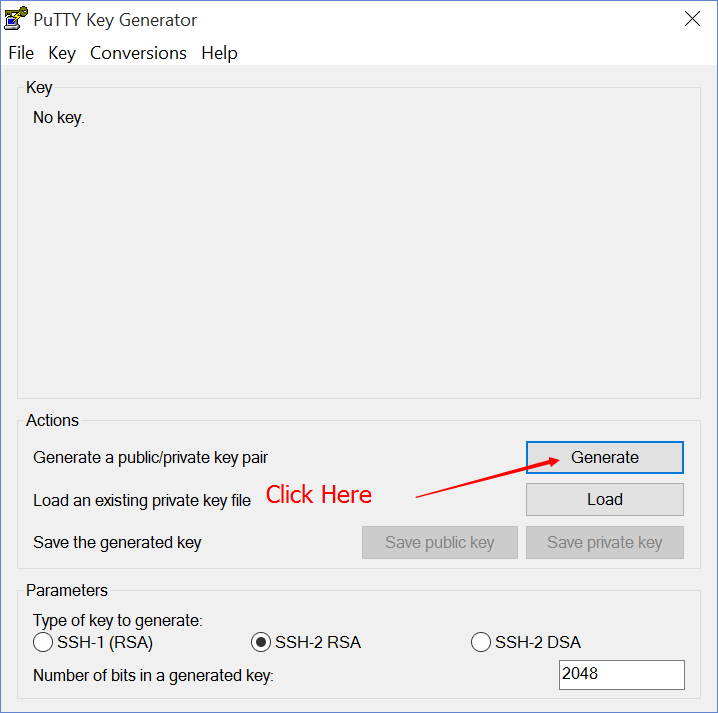 PuTTY Key Generator
File Key Conversions Help
Key
No key.
Actions
Generate a public/private key pair
Generate
Load an existing private key file
Click Here
Load
Save the generated key
Save public key
Save private key
Parameters
Type of key to generate:
SSH-1 (RSA)
SSH-2 RSA
SSH-2 DSA
Number of bits in a generated key:
2048